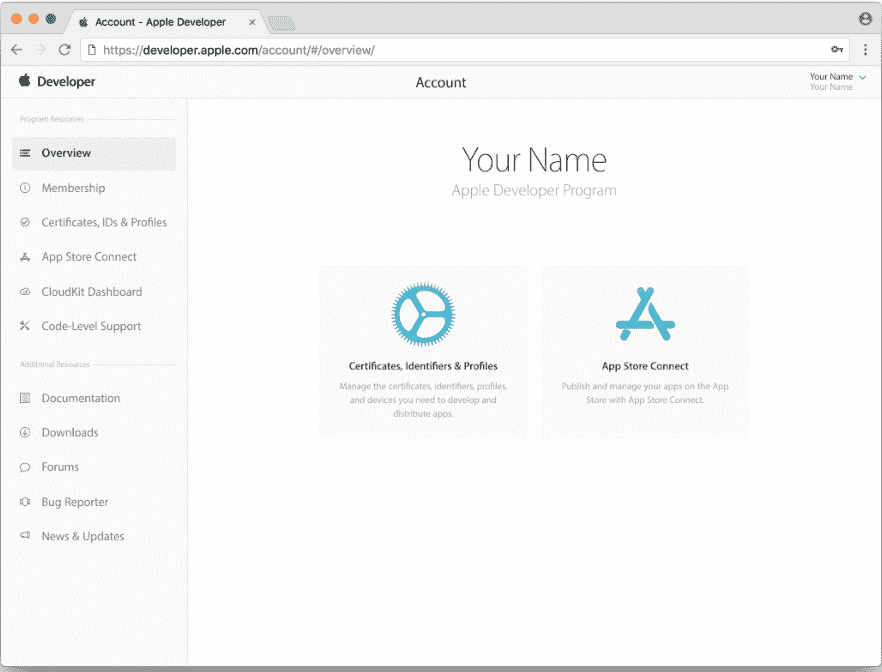 Account - Apple Developer
https://developer.apple.com/account/#/overview/
Developer
Account
Your Name
Your Name
Program Resources
Overview
Membership
Certificates, IDs & Profiles
App Store Connect
CloudKit Dashboard
Code-Level Support
Additional Resources
Documentation
Downloads
Forums
Bug Reporter
News & Updates
Your Name
Apple Developer Program
Certificates, Identifiers & Profiles
Manage the certificates, identifiers, profiles,
and devices you need to develop and
distribute apps.
App Store Connect
Publish and manage your apps on the App
Store with App Store Connect.